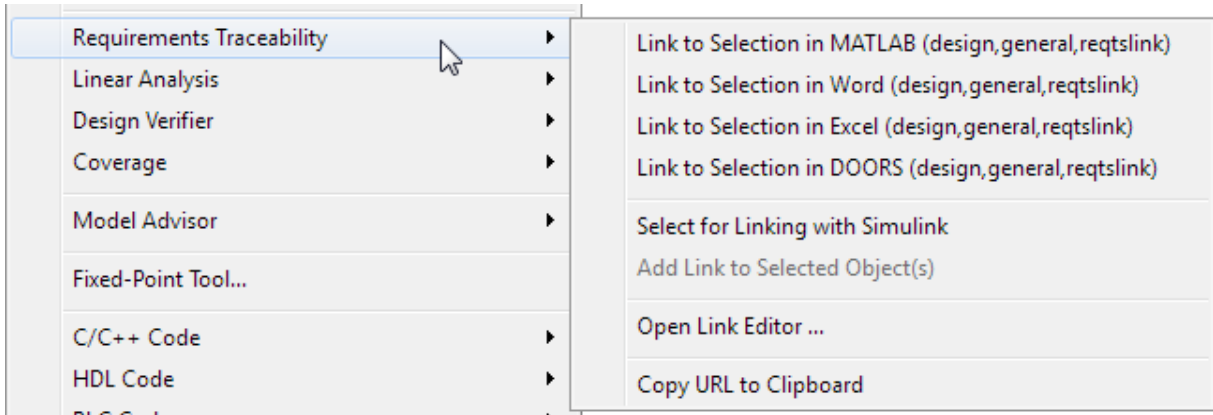 Requirements Traceability
Linear Analysis
Design Verifier
Coverage
Model Advisor
Fixed-Point Tool...
C/C++ Code
HDL Code
Link to Selection in MATLAB (design,general,reqtslink)
Link to Selection in Word (design,general,reqtslink)
Link to Selection in Excel (design,general,reqtslink)
Link to Selection in DOORS (design,general,reqtslink)
Select for Linking with Simulink
Add Link to Selected Object(s)
Open Link Editor ...
Copy URL to Clipboard